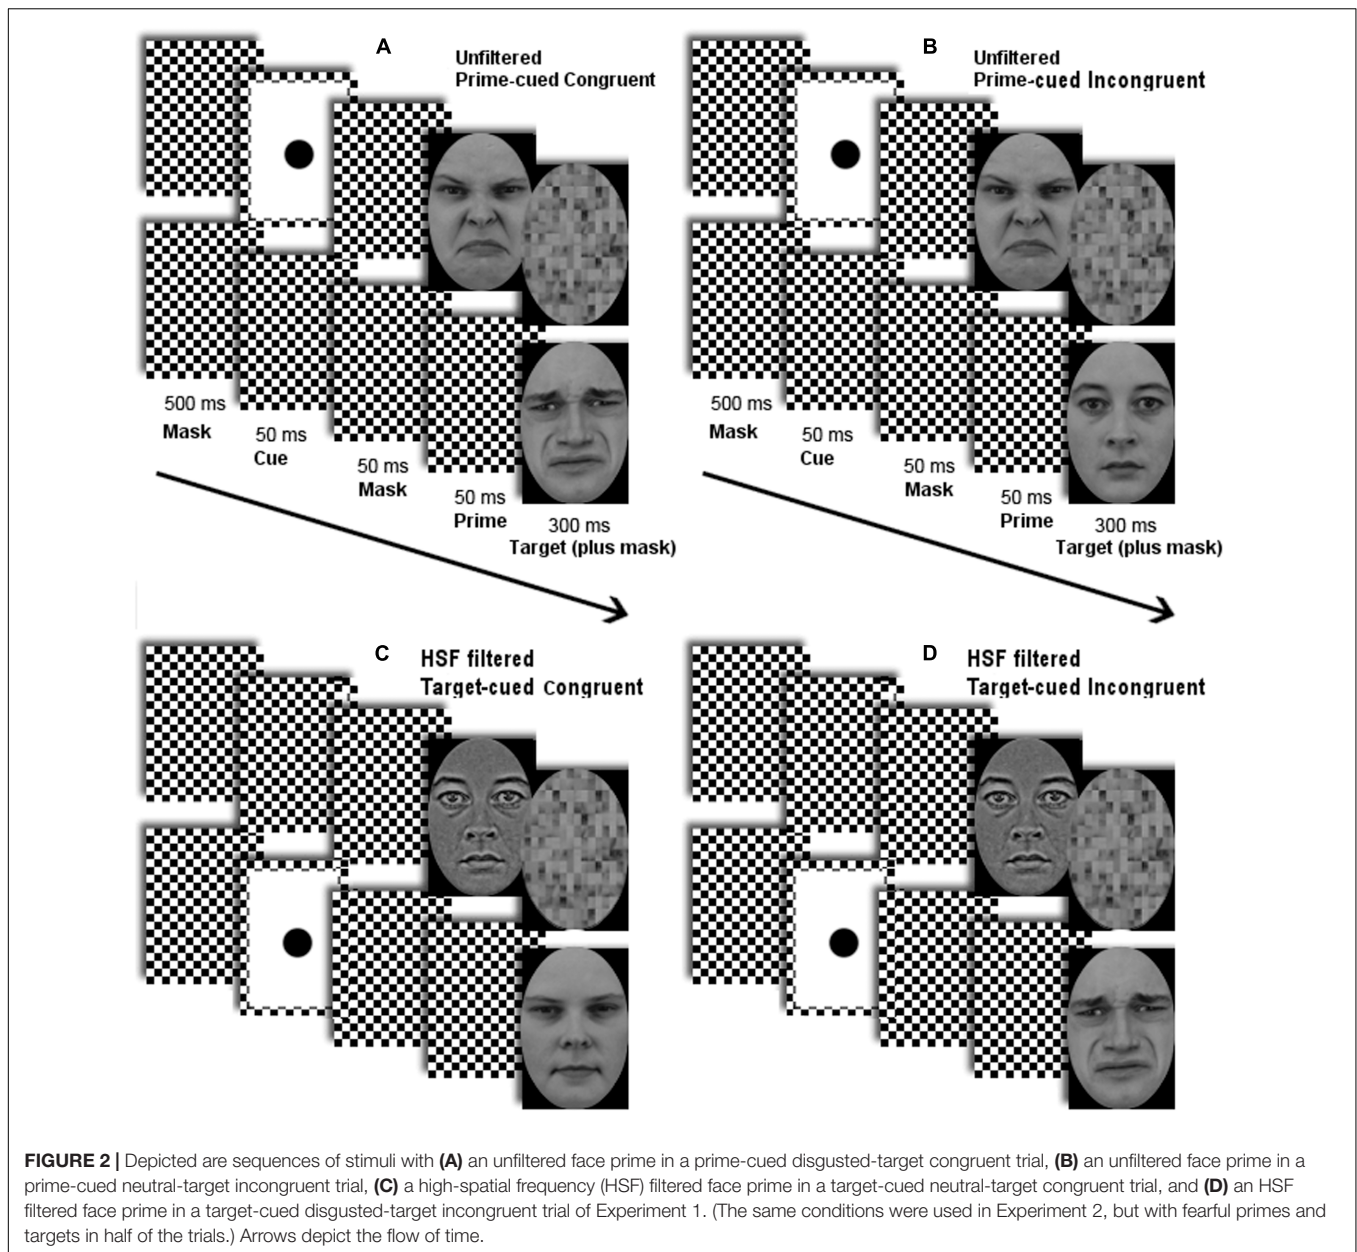 A
Unfiltered
Prime-cued Congruent
500 ms
Mask
50 ms
Cue
50 ms
Mask
50 ms
Prime
300 ms
Target (plus mask)
B
Unfiltered
Prime-cued Incongruent
500 ms
Mask
50 ms
Cue
50 ms
Mask
50 ms
Prime
300 ms
Target (plus mask)
C
HSF filtered
Target-cued Congruent
D
HSF filtered
Target-cued Incongruent
FIGURE 2 | Depicted are sequences of stimuli with (A) an unfiltered face prime in a prime-cued disgusted-target congruent trial, (B) an unfiltered face prime in a
prime-cued neutral-target incongruent trial, (C) a high-spatial frequency (HSF) filtered face prime in a target-cued neutral-target congruent trial, and (D) an HSF
filtered face prime in a target-cued disgusted-target incongruent trial of Experiment 1. (The same conditions were used in Experiment 2, but with fearful primes and
targets in half of the trials.) Arrows depict the flow of time.